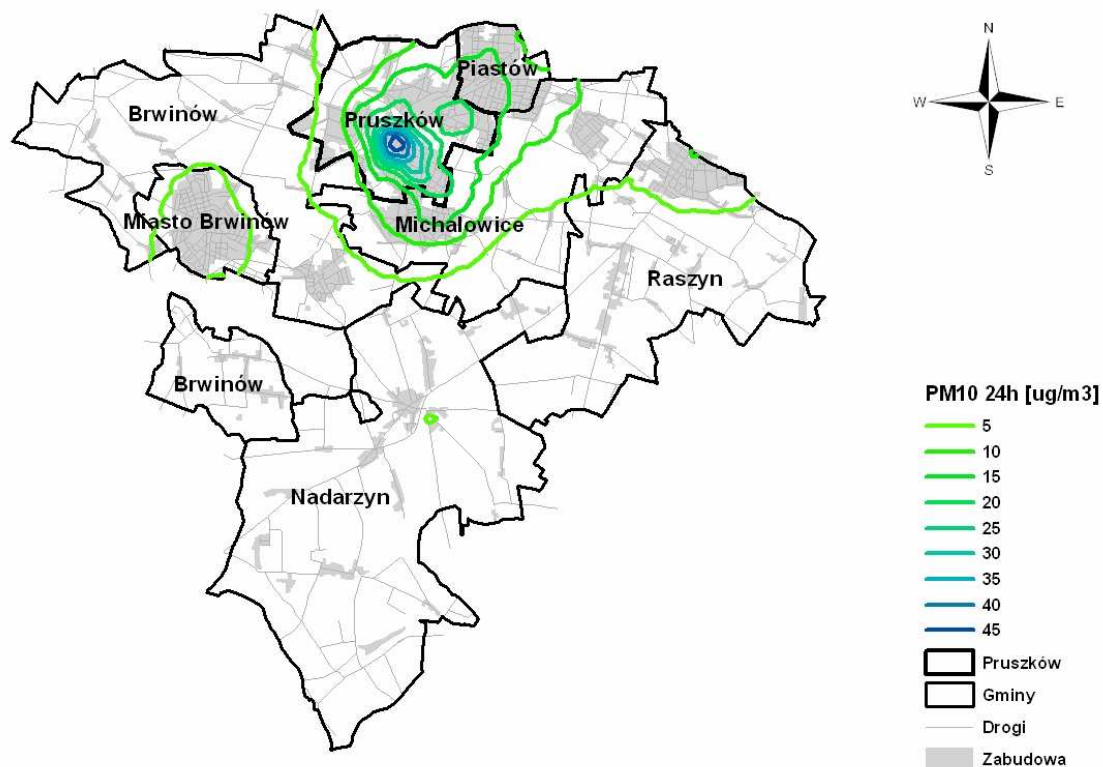 N
W
E
S
Piastów
Brwinów
Pruszków
Miasto Brwinów
Michalowice
Raszyn
Brwinów
Nadarzyn
PM10 24h [ug/m3]
5
10
15
20
25
30
35
40
45
Pruszków
Gminy
Drogi
Zabudowa